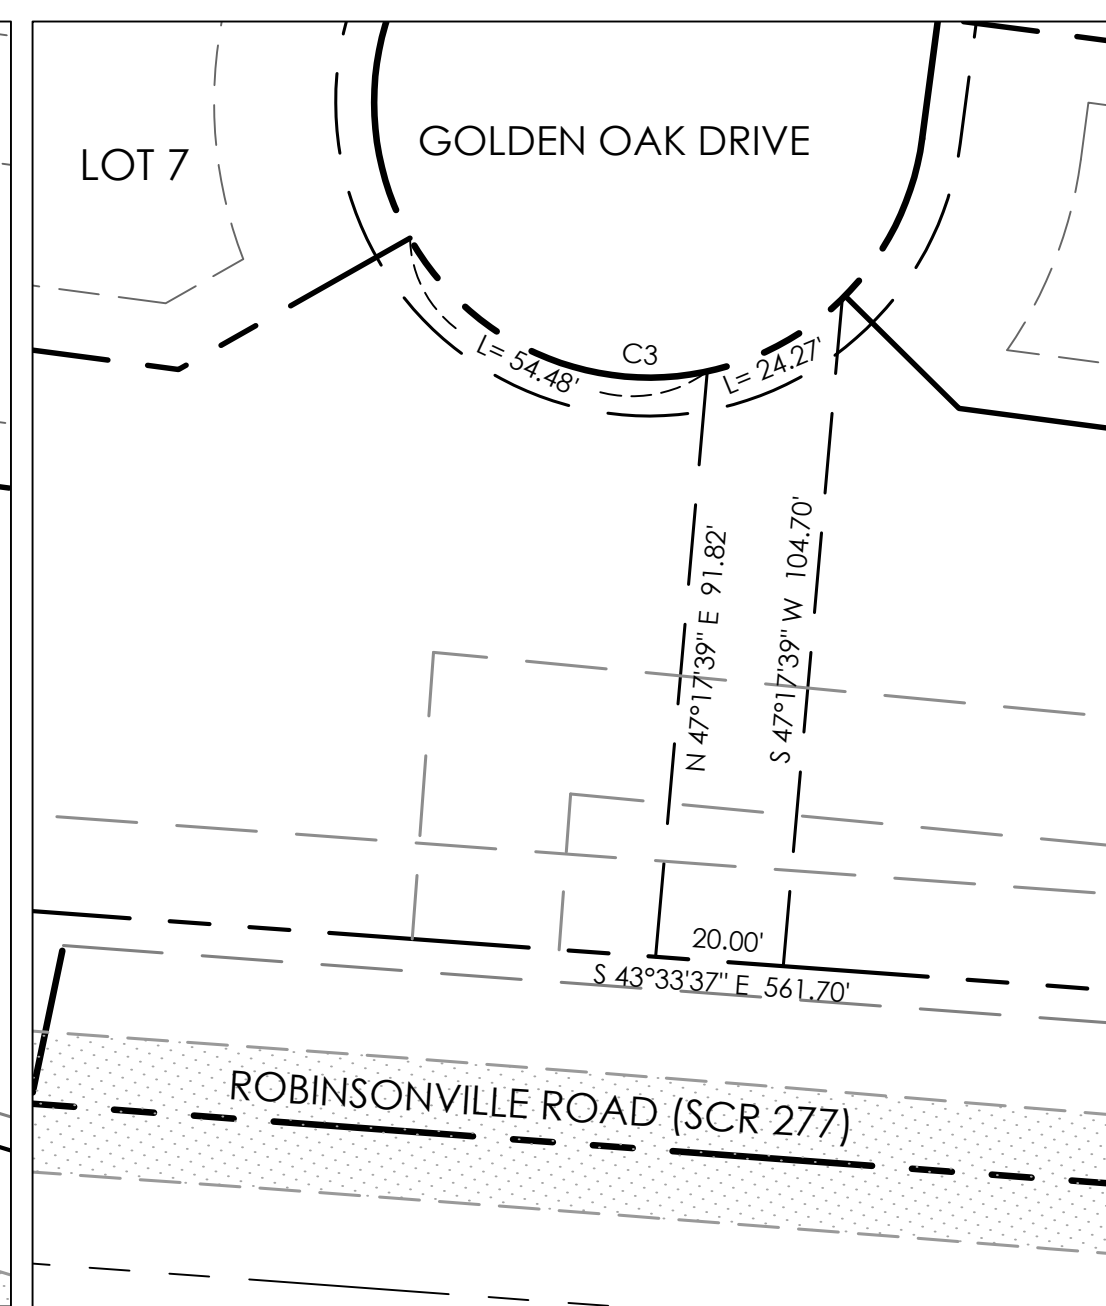 GOLDEN OAK DRIVE
LOT 7
C3
L= 54.48'
L= 24.27'
N 47°17'39" E 91.82'
S 47°17'39" W 104.70'
20.00'
S 43°33'37" E 561.70'
ROBINSONVILLE ROAD (SCR 277)